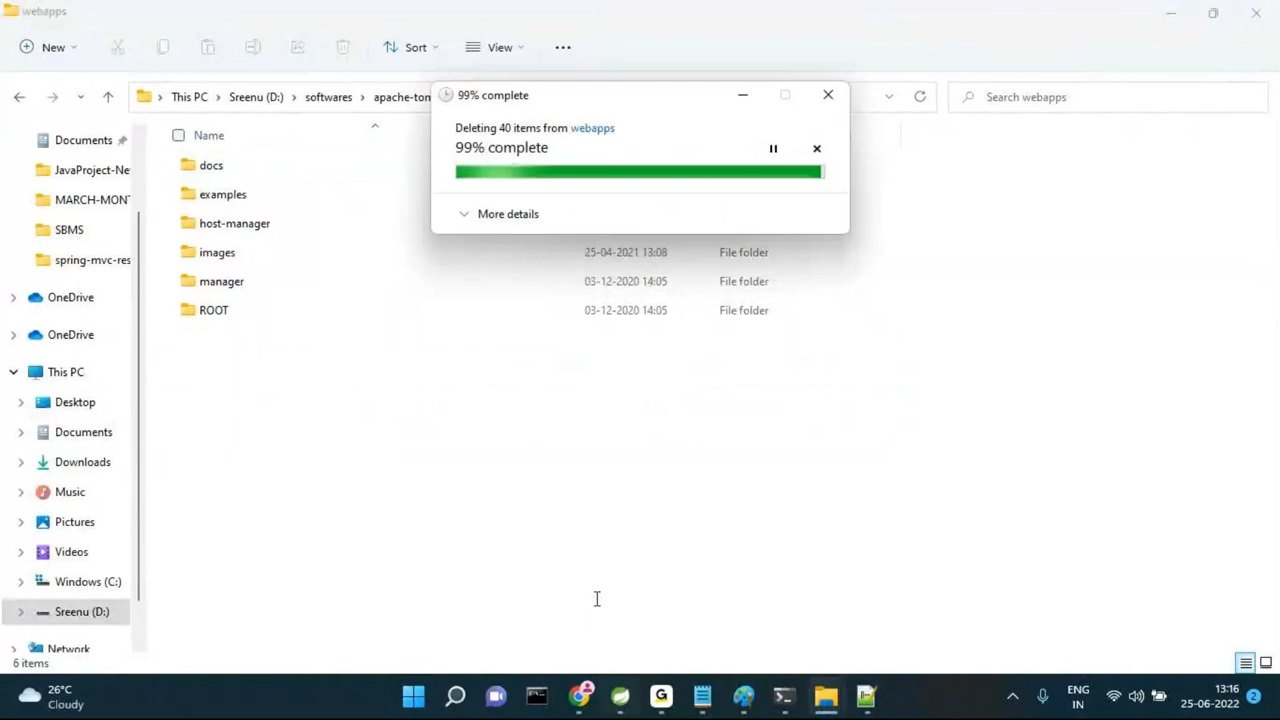 webapps
New
Sort
View
This PC
Sreenu (D:)
softwares
apache-tom
Search webapps
99% complete
Deleting 40 items from webapps
99% complete
More details
Name
docs
examples
host-manager
images 25-04-2021 13:08 File folder
manager 03-12-2020 14:05 File folder
ROOT 03-12-2020 14:05 File folder
Documents
JavaProject-Ne
MARCH-MON
SBMS
spring-mvc-res
OneDrive
OneDrive
This PC
Desktop
Documents
Downloads
Music
Pictures
Videos
Windows (C:)
Sreenu (D:)
Network
6 items
26°C
Cloudy
G
ENG
IN
13:16
25-06-2022
2